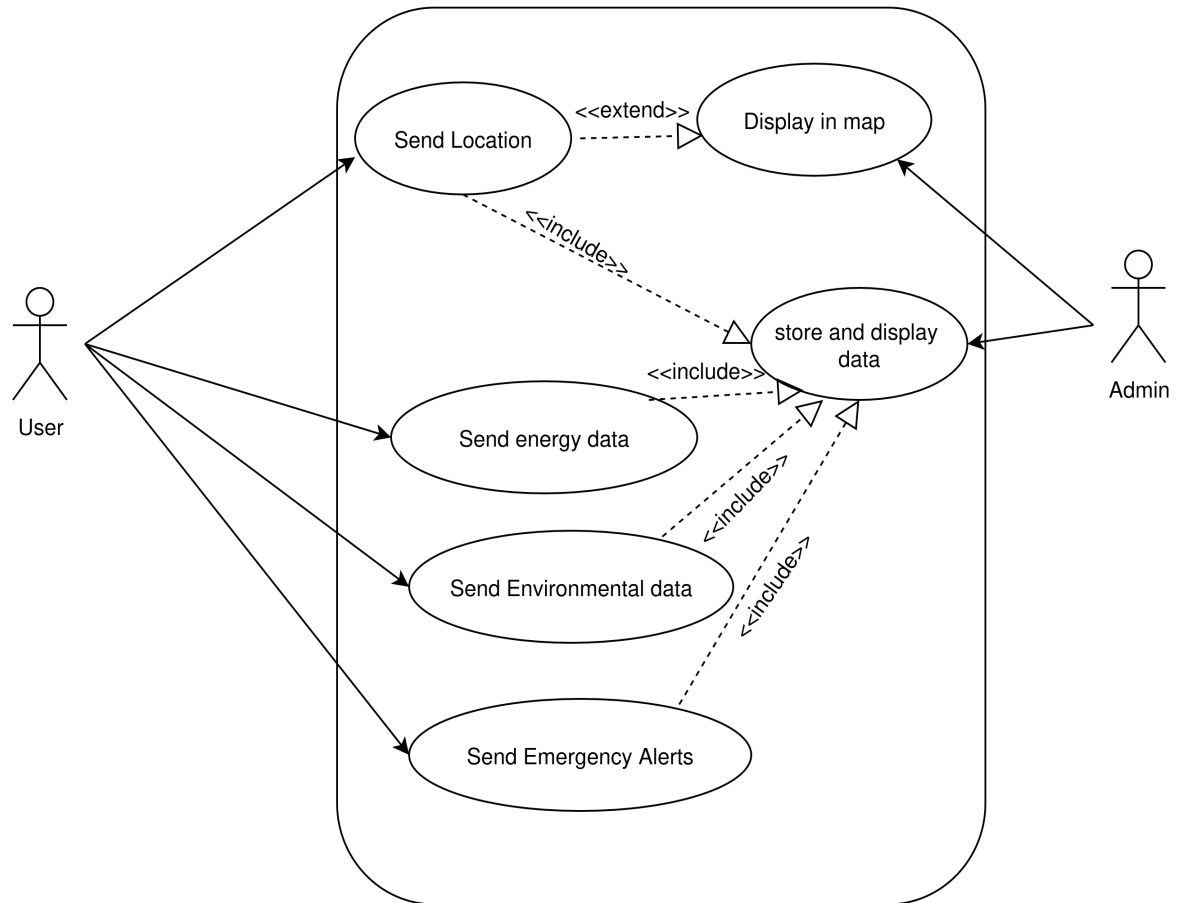 <<extend>>
Display in map
Send Location
<<include>>
store and display
data
<<include>>
Admin
User
Send energy data
<<include>>
Send Environmental data
<<include>>
Send Emergency Alerts